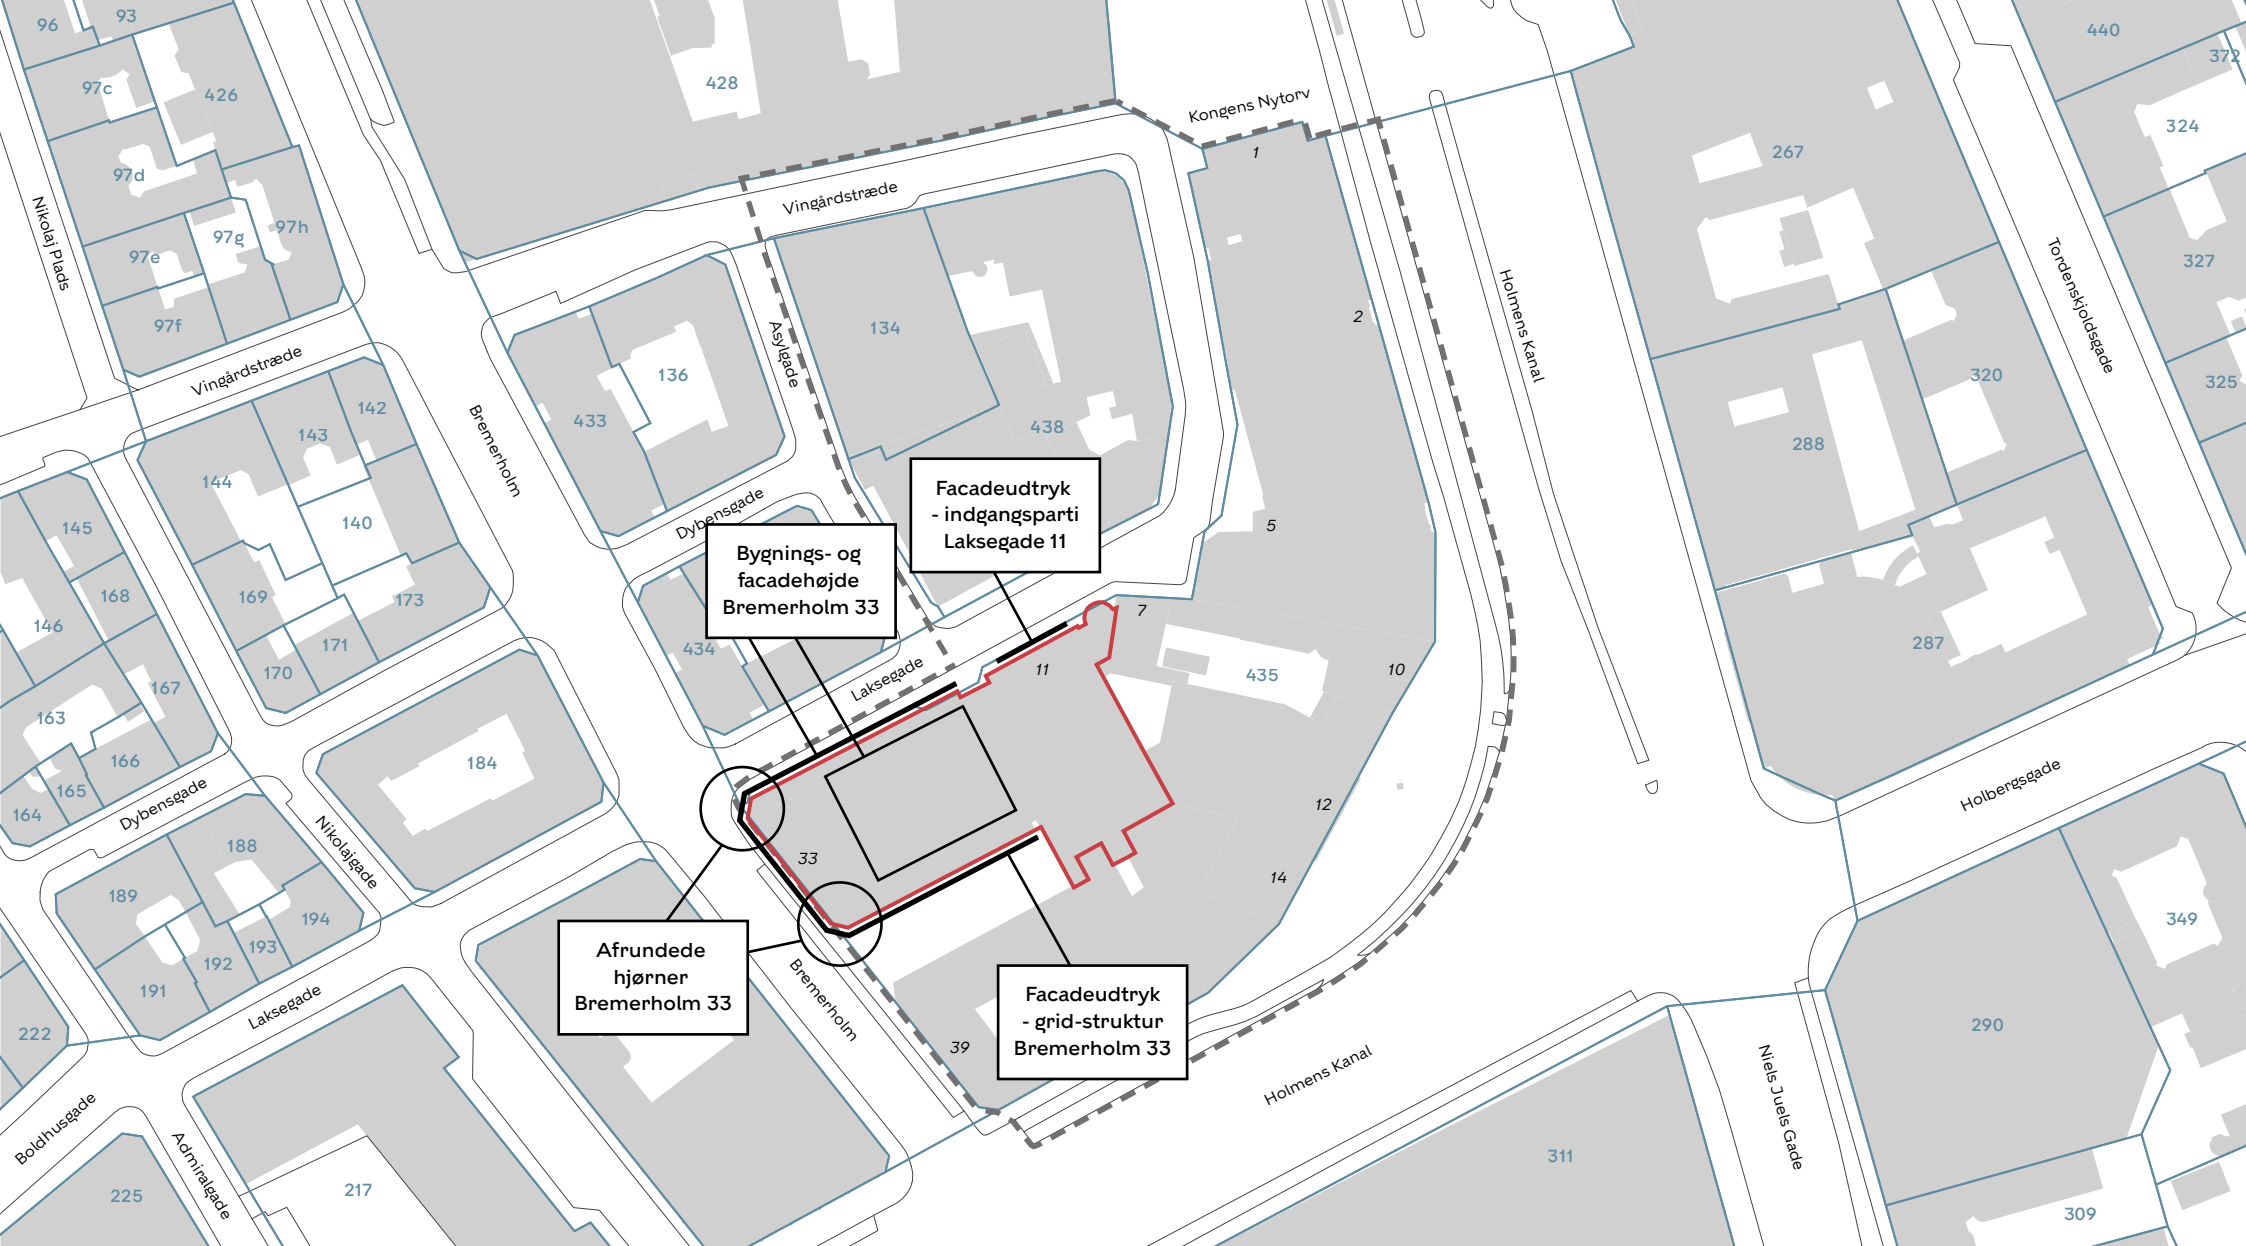 96
93
97c
426
97d
97e
97g
97h
97f
Nikolaj Plads
428
Kongens Nytorv
1
440
372
324
267
327
325
Vingårdstræde
Vingårdstræde
Asylgade
134
136
433
438
2
5
Holmens Kanal
Tordenskjoldsgade
320
288
142
143
144
140
Bremerholm
Dybensgade
145
168
146
169
173
171
170
167
163
166
165
164
Facadeudtryk
- indgangsparti
Laksegade 11
Bygnings- og
facadehøjde
Bremerholm 33
434
Laksegade
7
11
10
435
287
184
12
14
33
Holbergsgade
Dybensgade
Nikolajgade
188
189
194
193
192
191
Laksegade
222
Afrundede
hjørner
Bremerholm 33
Bremerholm
39
Facadeudtryk
- grid-struktur
Bremerholm 33
Holmens Kanal
349
290
Niels Juels Gade
311
309
Boldhusgade
Admiralgade
225
217